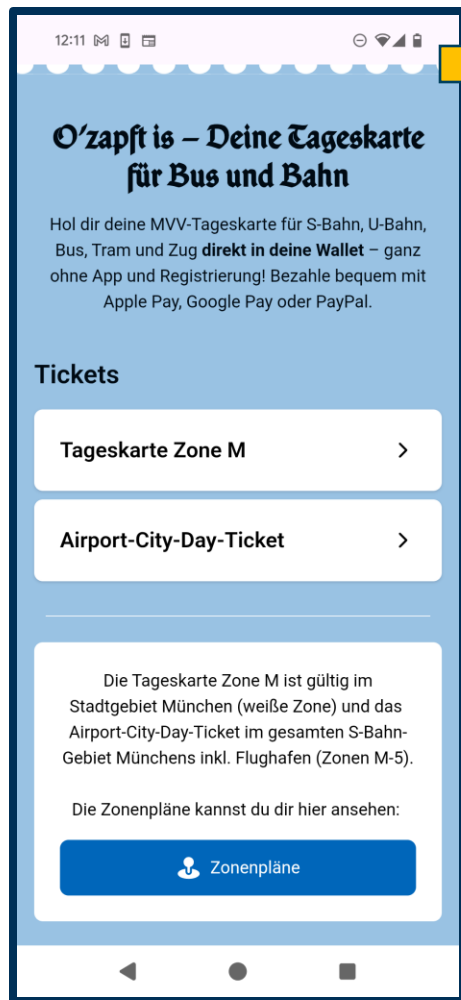 12:11
O'zapft is – Deine Tageskarte
für Bus und Bahn
Hol dir deine MVV-Tageskarte für S-Bahn, U-Bahn,
Bus, Tram und Zug direkt in deine Wallet – ganz
ohne App und Registrierung! Bezahle bequem mit
Apple Pay, Google Pay oder PayPal.
Tickets
Tageskarte Zone M
Airport-City-Day-Ticket
Die Tageskarte Zone M ist gültig im
Stadtgebiet München (weiße Zone) und das
Airport-City-Day-Ticket im gesamten S-Bahn-
Gebiet Münchens inkl. Flughafen (Zonen M-5).
Die Zonenpläne kannst du dir hier ansehen:
Zonenpläne